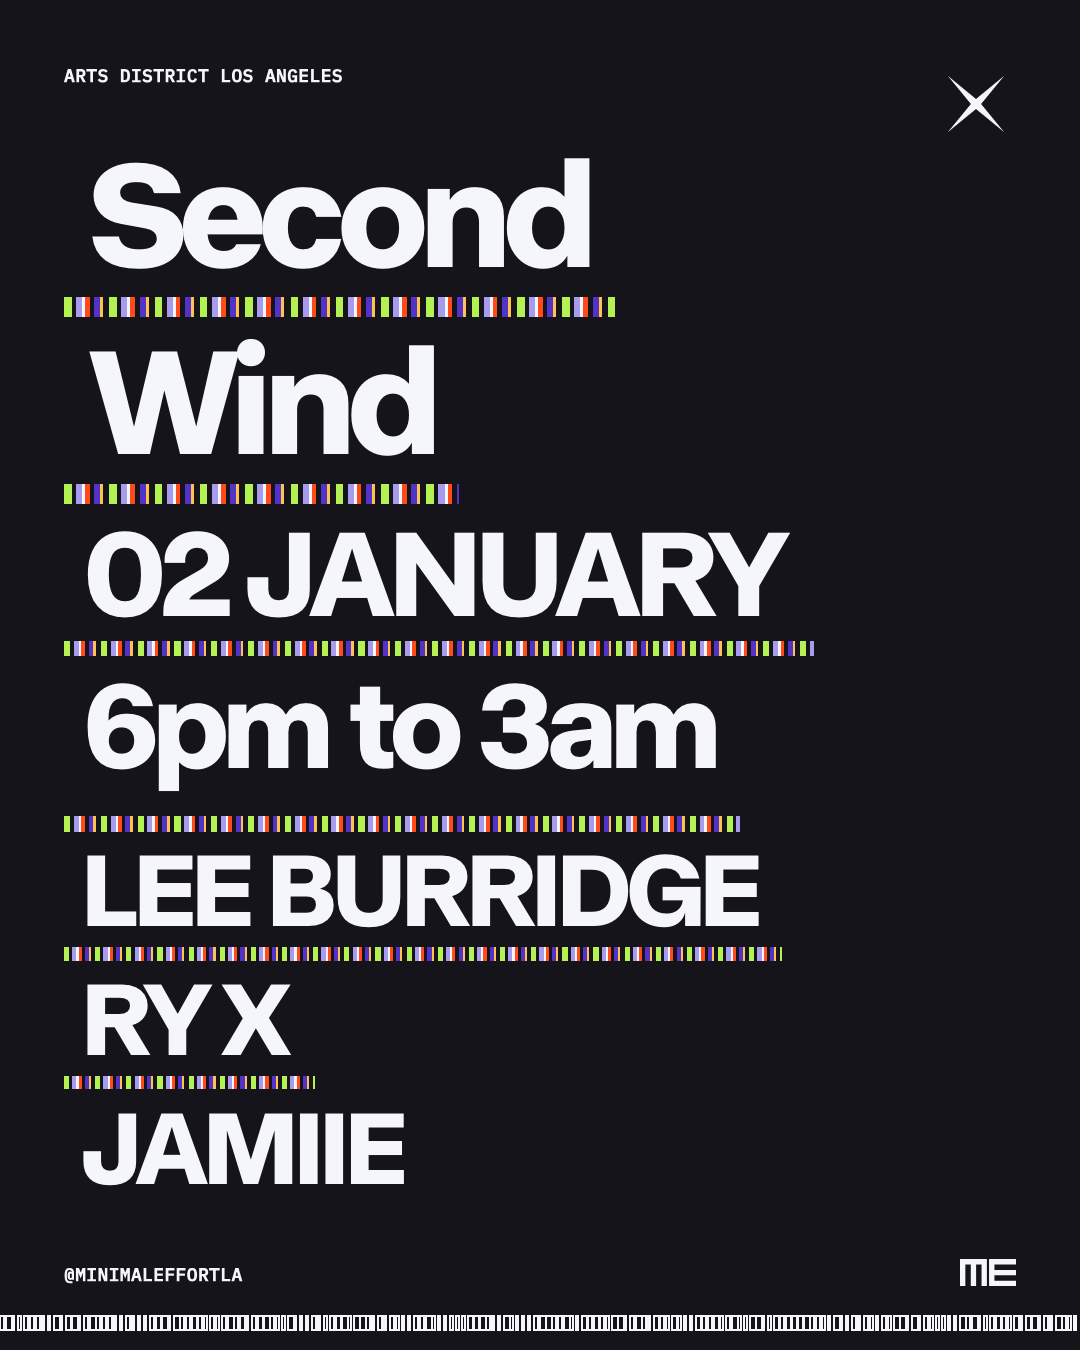 ARTS DISTRICT LOS ANGELES
Second
Wind
02 JANUARY
6pm to 3am
LEE BURRIDGE
RY X
JAMIIE
@MINIMALEFFORTLA
ME